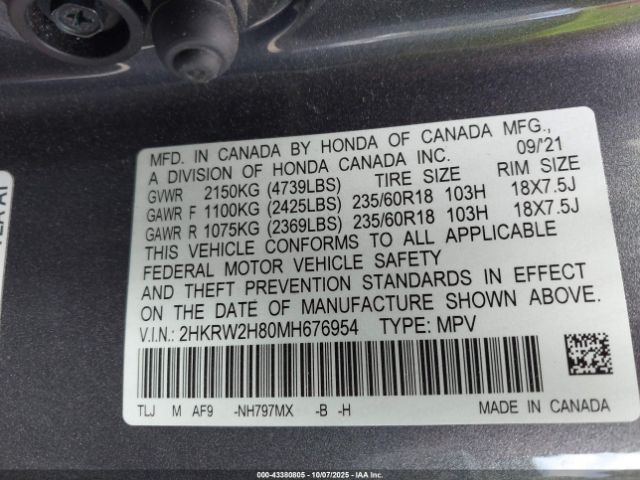 MFD. IN CANADA BY HONDA OF CANADA MFG.,
A DIVISION OF HONDA CANADA INC. 09/21
GVWR 2150KG (4739LBS) TIRE SIZE RIM SIZE
GAWR F 1100KG (2425LBS) 235/60R18 103H 18X7.5J
GAWR R 1075KG (2369LBS) 235/60R18 103H 18X7.5J
THIS VEHICLE CONFORMS TO ALL APPLICABLE
FEDERAL MOTOR VEHICLE SAFETY
AND THEFT PREVENTION STANDARDS IN EFFECT
ON THE DATE OF MANUFACTURE SHOWN ABOVE.
V.I.N.: 2HKRW2H80MH676954 TYPE: MPV
TLJ M AF9 -NH797MX -B -H MADE IN CANADA
00-43380805 - 10/07/2025 - IAA Inc.